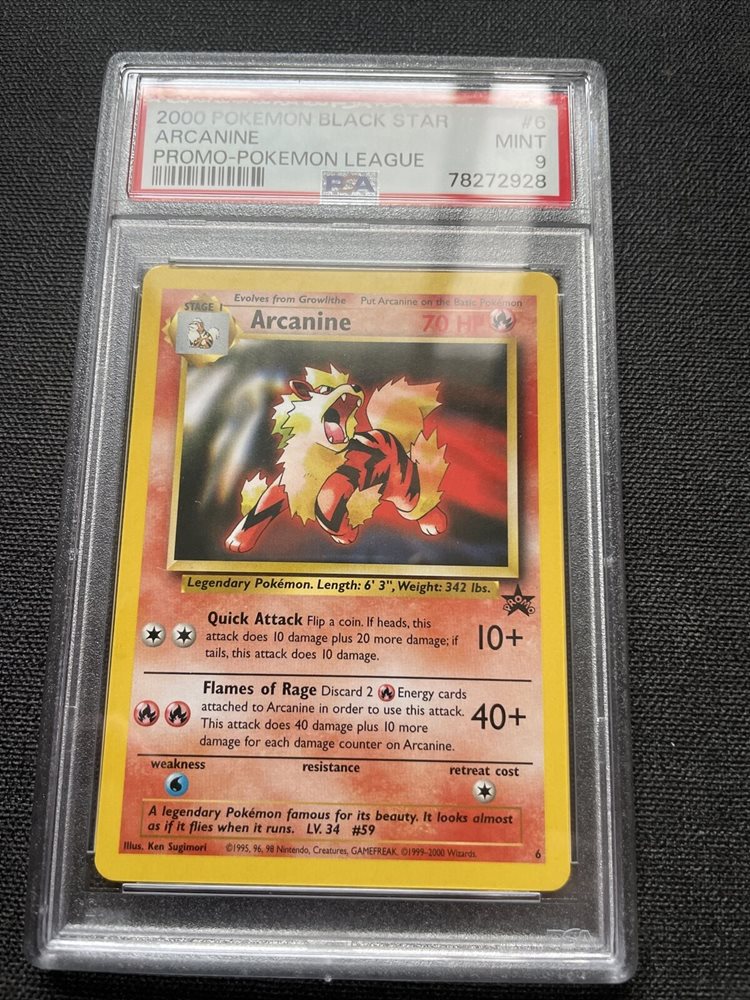 2000 POKEMON BLACK STAR #6
ARCANINE MINT
PROMO-POKEMON LEAGUE 9
PSA 78272928
STAGE 1 Evolves from Growlithe Put Arcanine on the Basic Pokémon
Arcanine 70 HP
Legendary Pokémon. Length: 6' 3", Weight: 342 lbs.
PROMO
Quick Attack Flip a coin. If heads, this
attack does 10 damage plus 20 more damage; if 10+
tails, this attack does 10 damage.
Flames of Rage Discard 2 Energy cards
attached to Arcanine in order to use this attack. 40+
This attack does 40 damage plus 10 more
damage for each damage counter on Arcanine.
weakness resistance retreat cost
A legendary Pokémon famous for its beauty. It looks almost
as if it flies when it runs. LV. 34 #59
Illus. Ken Sugimori ©1995, 96, 98 Nintendo, Creatures, GAMEFREAK. ©1999-2000 Wizards. 6
PSA